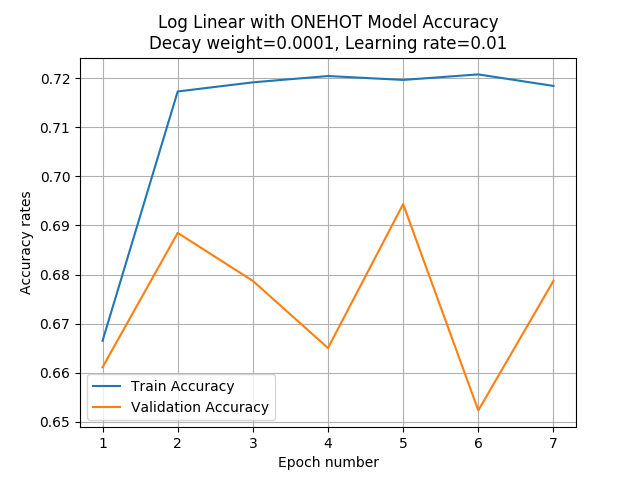 Log Linear with ONEHOT Model Accuracy
Decay weight=0.0001, Learning rate=0.01
Accuracy rates
0.72
0.71
0.70
0.69
0.68
0.67
0.66
0.65
Train Accuracy
Validation Accuracy
1 2 3 4 5 6 7
Epoch number